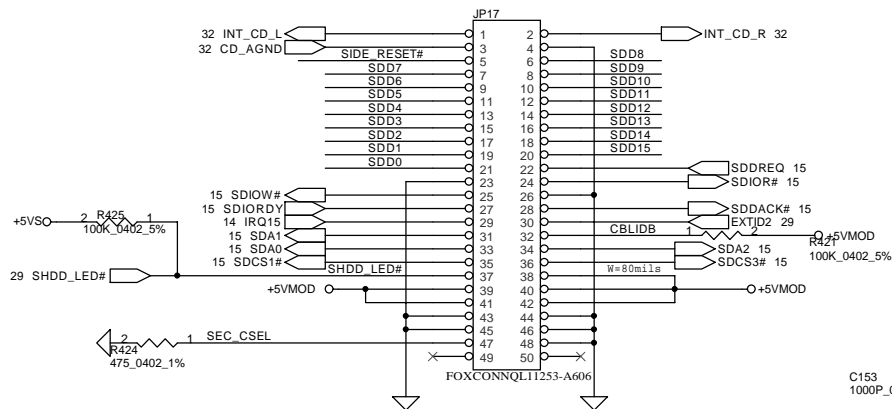 JP17
32 INT_CD_L 1 2 INT_CD_R 32
32 CD_AGND 3 4
SIDE_RESET# 5 6 SDD8
SDD7 7 8 SDD9
SDD6 9 10 SDD10
SDD5 11 12 SDD11
SDD4 13 14 SDD12
SDD3 15 16 SDD13
SDD2 17 18 SDD14
SDD1 19 20 SDD15
SDD0 21 22 SDDREQ 15
23 24 SDIOR# 15
15 SDIOW# 25 26
15 SDIORDY 27 28 SDDACK# 15
14 IRQ15 29 30 EXTID2 29
15 SDA1 31 32 CBLIDB 1 2 +5VMOD
R421
100K_0402_5%
15 SDA0 33 34 SDA2 15
15 SDCS1# 35 36 SDCS3# 15
+5VS 2 R425 1
100K_0402_5%
29 SHDD_LED# SHDD_LED# 37 38 W=80mils
+5VMOD 39 40 +5VMOD
41 42
43 44
45 46
2 1 SEC_CSEL 47 48
R424
475_0402_1%
49 50
FOXCONNQL11253-A606
C153
1000P_0